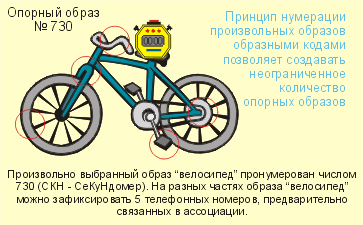 Опорный образ
№ 730
Принцип нумерации
произвольных образов
образными кодами
позволяет создавать
неограниченное
количество
опорных образов
Произвольно выбранный образ “велосипед” пронумерован числом
730 (СКН - СеКуНдомер). На разных частях образа “велосипед”
можно зафиксировать 5 телефонных номеров, предварительно
связанных в ассоциации.